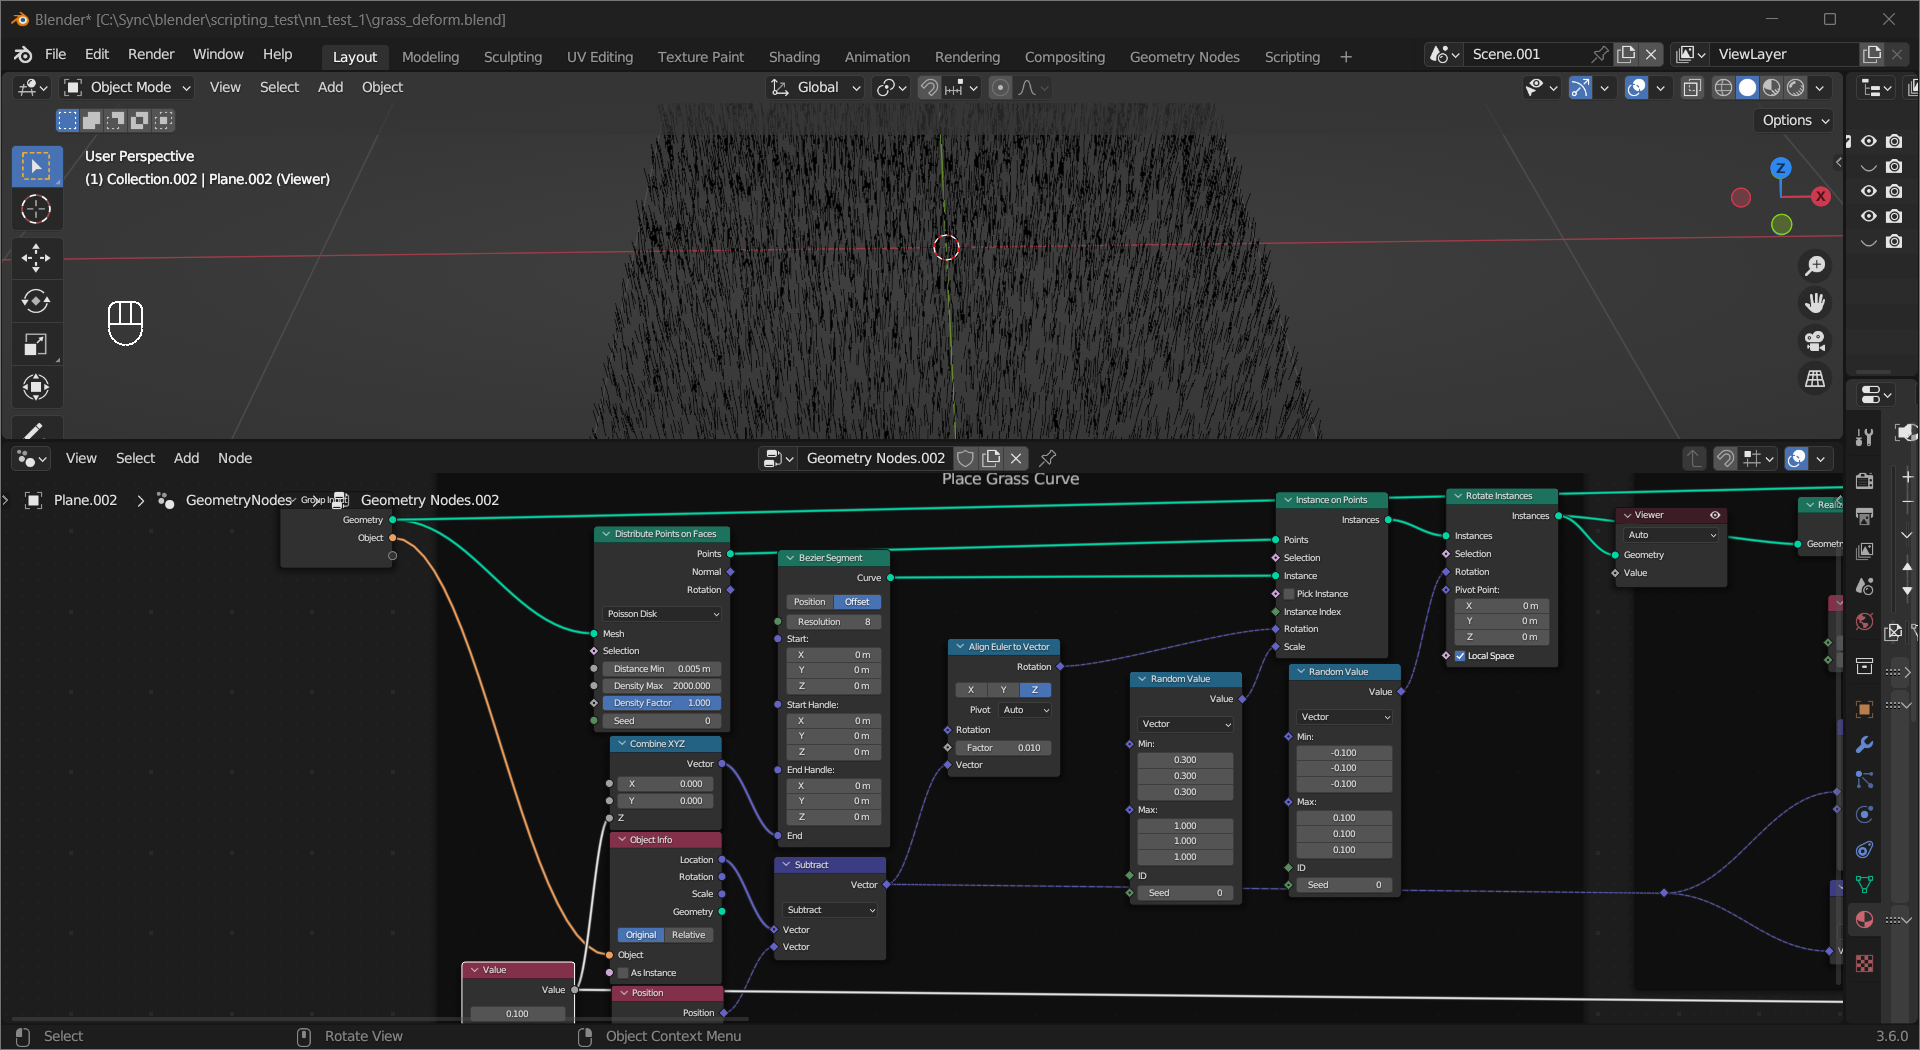 Blender* [C:\Sync\blender\scripting_test\nn_test_1\grass_deform.blend]
File Edit Render Window Help Layout Modeling Sculpting UV Editing Texture Paint Shading Animation Rendering Compositing Geometry Nodes Scripting + Scene.001 ViewLayer
Object Mode View Select Add Object Global
Options
User Perspective
(1) Collection.002 | Plane.002 (Viewer)
Z
X
View Select Add Node Geometry Nodes.002
Place Grass Curve
Plane.002 > GeometryNodes > Geometry Nodes.002
Geometry
Object
Distribute Points on Faces
Points
Normal
Rotation
Poisson Disk
Mesh
Selection
Distance Min 0.005 m
Density Max 2000.000
Density Factor 1.000
Seed 0
Combine XYZ
Vector
X 0.000
Y 0.000
Z
Object Info
Location
Rotation
Scale
Geometry
Original Relative
Object
As Instance
Value
Value
0.100
Position
Position
Bezier Segment
Curve
Position Offset
Resolution 8
Start:
X 0 m
Y 0 m
Z 0 m
Start Handle:
X 0 m
Y 0 m
Z 0 m
End Handle:
X 0 m
Y 0 m
Z 0 m
End
Subtract
Vector
Subtract
Vector
Vector
Align Euler to Vector
Rotation
X Y Z
Pivot Auto
Rotation
Factor 0.010
Vector
Random Value
Value
Vector
Min:
0.300
0.300
0.300
Max:
1.000
1.000
1.000
ID
Seed 0
Instance on Points
Instances
Points
Selection
Instance
Pick Instance
Instance Index
Rotation
Scale
Random Value
Value
Vector
Min:
-0.100
-0.100
-0.100
Max:
0.100
0.100
0.100
ID
Seed 0
Rotate Instances
Instances
Instances
Selection
Rotation
Pivot Point:
X 0 m
Y 0 m
Z 0 m
Local Space
Viewer
Auto
Geometry
Value
Select Rotate View Object Context Menu 3.6.0